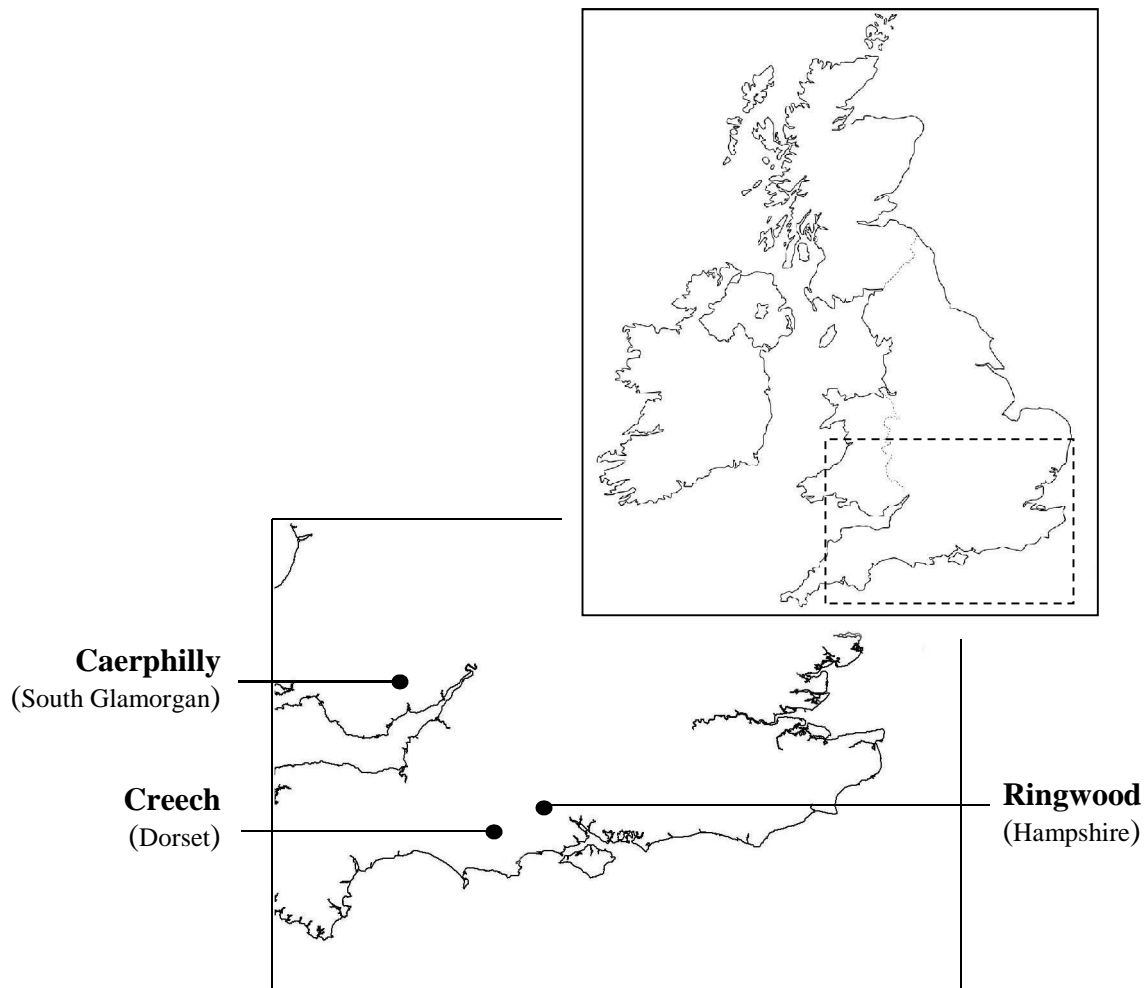 Caerphilly
(South Glamorgan)
Creech
(Dorset)
Ringwood
(Hampshire)